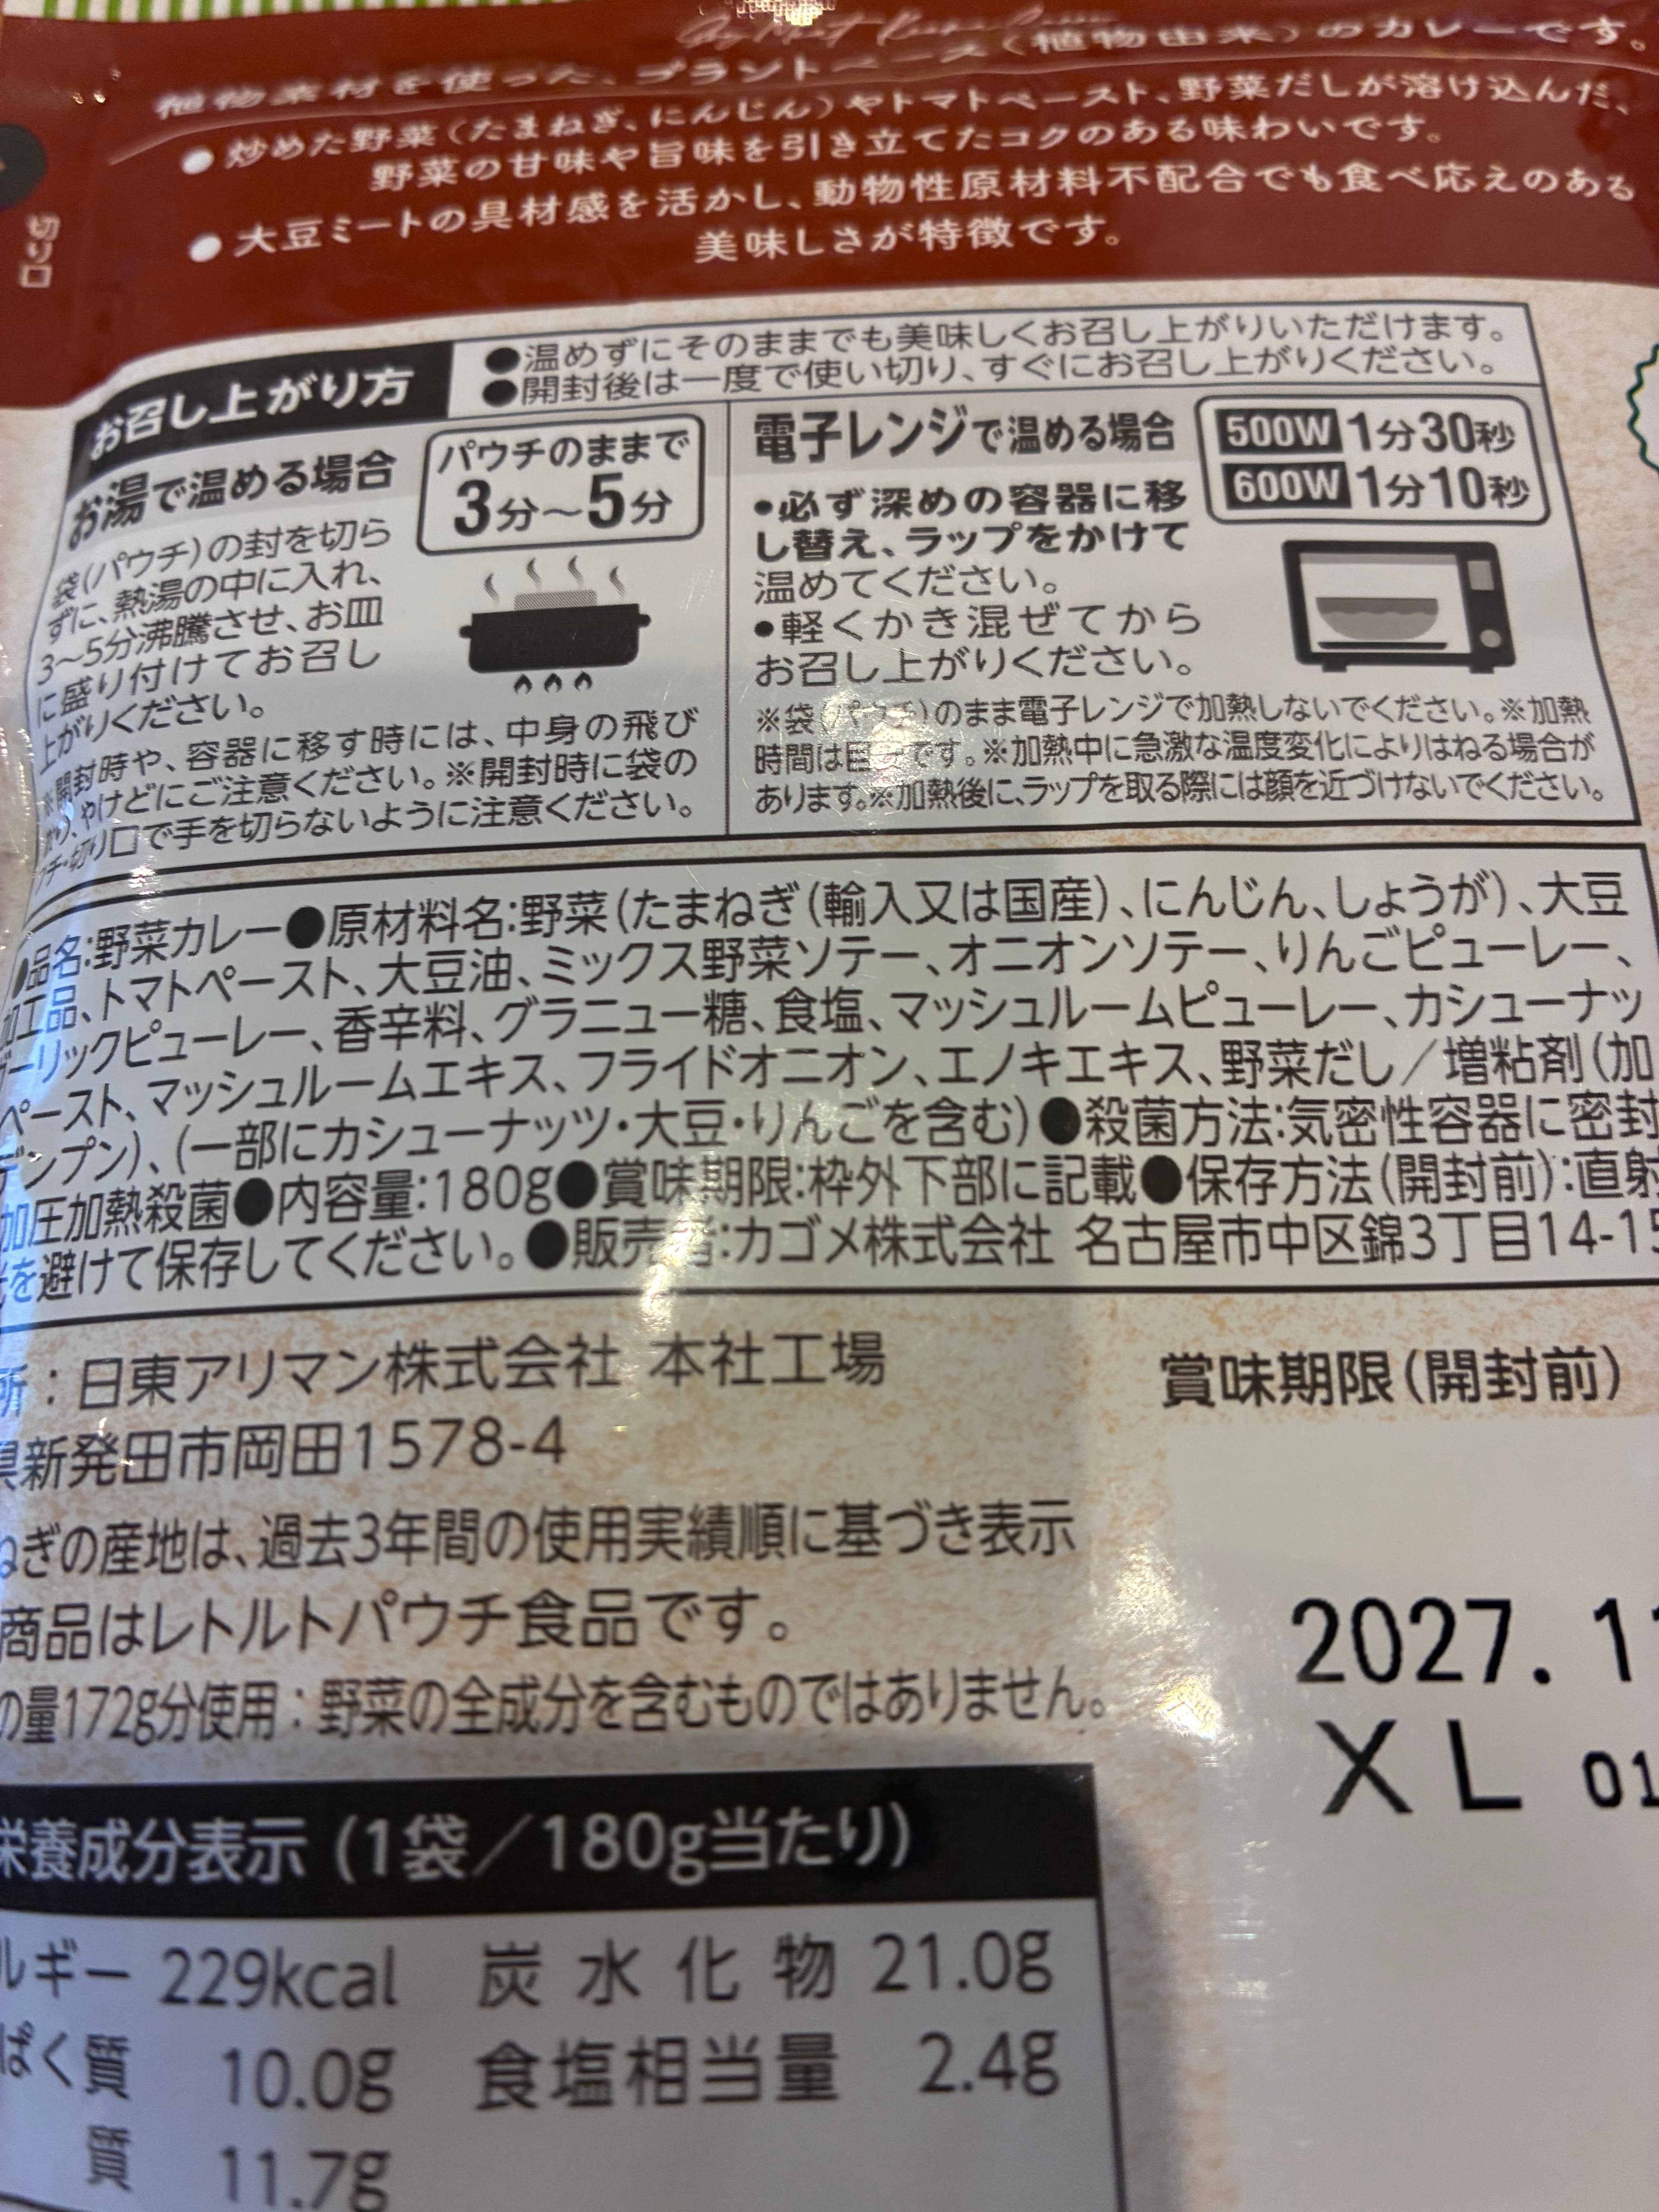 植物素材を使った、プラントベース(植物由来)のカレーです。
●炒めた野菜(たまねぎ、にんじん)やトマトペースト、野菜だしが溶け込んだ、
野菜の甘味や旨味を引き立てたコクのある味わいです。
●大豆ミートの具材感を活かし、動物性原材料不配合でも食べ応えのある
美味しさが特徴です。
切り口
お召し上がり方
●温めずにそのままでも美味しくお召し上がりいただけます。
●開封後は一度で使い切り、すぐにお召し上がりください。
お湯で温める場合
パウチのままで
3分～5分
袋(パウチ)の封を切ら
ずに、熱湯の中に入れ、
3～5分沸騰させ、お皿
に盛り付けてお召し
上がりください。
※開封時や、容器に移す時には、中身の飛び
やけどにご注意ください。※開封時に袋の
切り口で手を切らないように注意ください。
電子レンジで温める場合
500W 1分30秒
600W 1分10秒
•必ず深めの容器に移
し替え、ラップをかけて
温めてください。
•軽くかき混ぜてから
お召し上がりください。
※袋(パウチ)のまま電子レンジで加熱しないでください。※加熱
時間は目安です。※加熱中に急激な温度変化によりはねる場合が
あります。※加熱後に、ラップを取る際には顔を近づけないでください。
●品名:野菜カレー●原材料名:野菜(たまねぎ(輸入又は国産)、にんじん、しょうが)、大豆
加工品、トマトペースト、大豆油、ミックス野菜ソテー、オニオンソテー、りんごピューレー、
ガーリックピューレー、香辛料、グラニュー糖、食塩、マッシュルームピューレー、カシューナッ
ペースト、マッシュルームエキス、フライドオニオン、エノキエキス、野菜だし／増粘剤(加
デンプン)、(一部にカシューナッツ・大豆・りんごを含む)●殺菌方法:気密性容器に密封
加圧加熱殺菌●内容量:180g●賞味期限:枠外下部に記載●保存方法(開封前):直射
光を避けて保存してください。●販売者:カゴメ株式会社 名古屋市中区錦3丁目14-15
所：日東アリマン株式会社 本社工場
県新発田市岡田1578-4
ねぎの産地は、過去3年間の使用実績順に基づき表示
商品はレトルトパウチ食品です。
の量172g分使用：野菜の全成分を含むものではありません。
賞味期限(開封前)
2027. 11
XL 01
栄養成分表示 (1袋／180g当たり)
ルギー 229kcal 炭水化物 21.0g
ぱく質 10.0g 食塩相当量 2.4g
質 11.7g